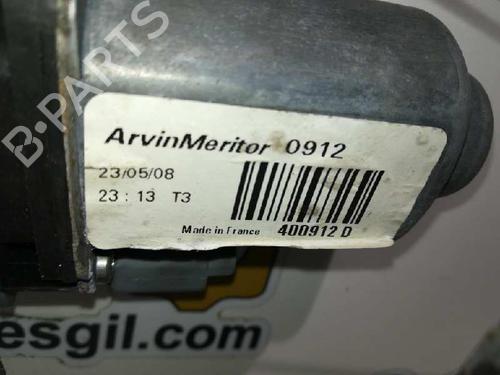 B-PARTS
ArvinMeritor 0912
23/05/08
23 : 13 T3
Made in France 400912 D
esgil.com